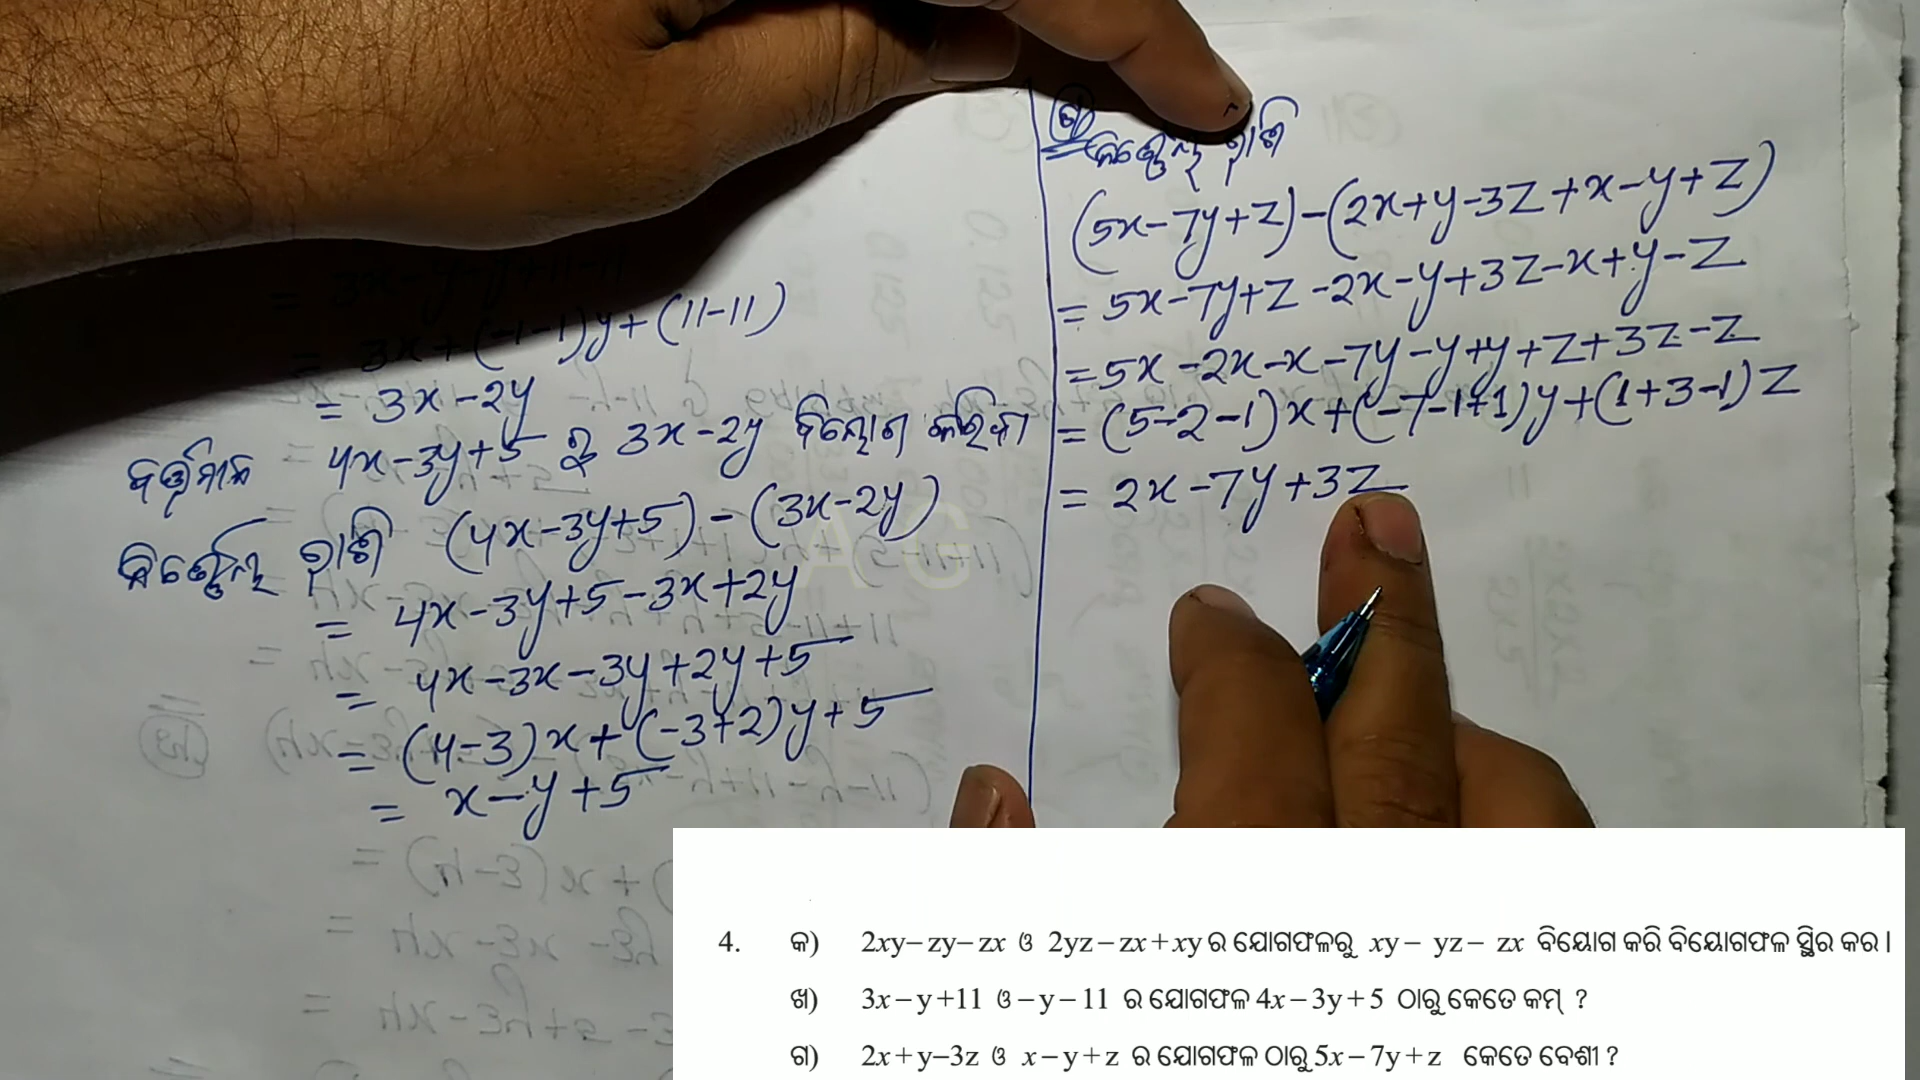 = 3x-y-y+11-11
= 3x+(-1-1)y+(11-11)
= 3x-2y
ବର୍ତ୍ତମାନ 4x-3y+5 ରୁ 3x-2y ବିୟୋଗ କରିବା
ନିର୍ଣ୍ଣେୟ ରାଶି (4x-3y+5)-(3x-2y)
= 4x-3y+5-3x+2y
= 4x-3x-3y+2y+5
= (4-3)x+(-3+2)y+5
= x-y+5
ଗ) ନିର୍ଣ୍ଣେୟ ରାଶି
(5x-7y+z)-(2x+y-3z+x-y+z)
= 5x-7y+z-2x-y+3z-x+y-z
= 5x-2x-x-7y-y+y+z+3z-z
= (5-2-1)x+(-7-1+1)y+(1+3-1)z
= 2x-7y+3z
AG
4. କ) 2xy– zy– zx ଓ 2yz – zx + xy ର ଯୋଗଫଳରୁ xy – yz – zx ବିୟୋଗ କରି ବିୟୋଗଫଳ ସ୍ଥିର କର ।
ଖ) 3x – y +11 ଓ – y – 11 ର ଯୋଗଫଳ 4x – 3y + 5 ଠାରୁ କେତେ କମ୍ ?
ଗ) 2x + y–3z ଓ x – y + z ର ଯୋଗଫଳ ଠାରୁ 5x – 7y + z କେତେ ବେଶୀ ?